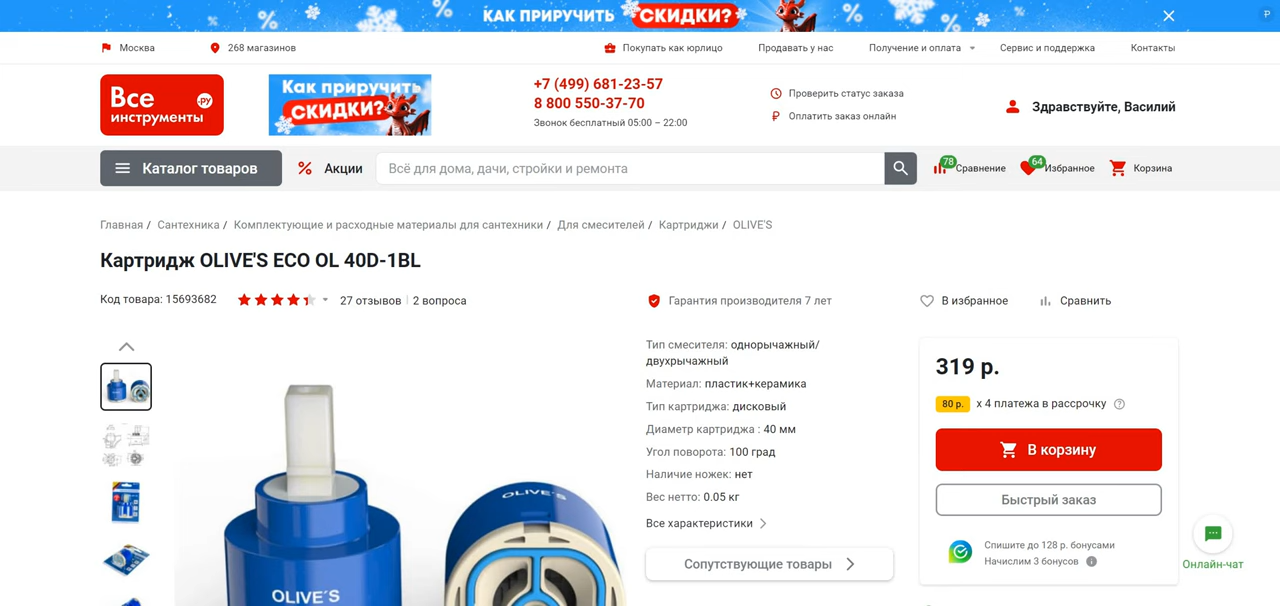 КАК ПРИРУЧИТЬ СКИДКИ?
Москва
268 магазинов
Покупать как юрлицо
Продавать у нас
Получение и оплата
Сервис и поддержка
Контакты
Все
.РУ
инструменты
Как приручить
СКИДКИ?
+7 (499) 681-23-57
8 800 550-37-70
Звонок бесплатный 05:00 – 22:00
Проверить статус заказа
Оплатить заказ онлайн
Здравствуйте, Василий
Каталог товаров
Акции
Всё для дома, дачи, стройки и ремонта
78
Сравнение
64
Избранное
Корзина
Главная / Сантехника / Комплектующие и расходные материалы для сантехники / Для смесителей / Картриджи / OLIVE'S
Картридж OLIVE'S ECO OL 40D-1BL
Код товара: 15693682
27 отзывов
2 вопроса
Гарантия производителя 7 лет
В избранное
Сравнить
Тип смесителя: однорычажный/
двухрычажный
Материал: пластик+керамика
Тип картриджа: дисковый
Диаметр картриджа : 40 мм
Угол поворота: 100 град
Наличие ножек: нет
Вес нетто: 0.05 кг
Все характеристики
Сопутствующие товары
319 р.
80 р. х 4 платежа в рассрочку
В корзину
Быстрый заказ
Спишите до 128 р. бонусами
Начислим 3 бонусов
Онлайн-чат
OLIVE'S
OLIVE'S